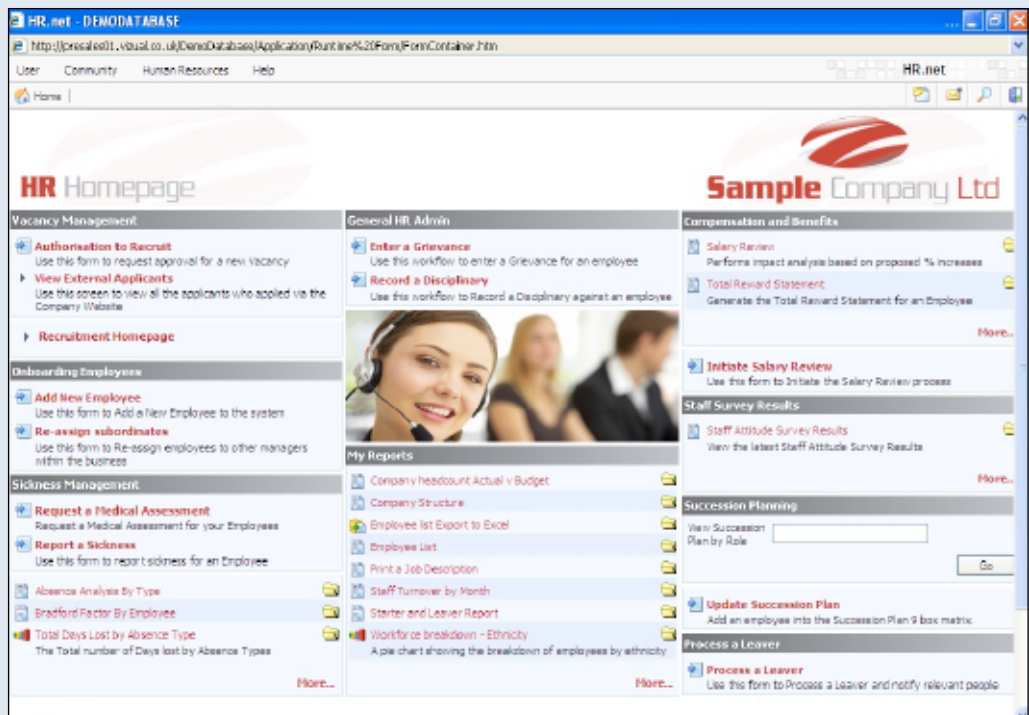 HR.net - DEMODATABASE
http://presales01.vizual.co.uk/DemoDatabase/Application/Runtime%20Form/FormContainer.htm
User Community Human Resources Help
HR.net
Home
HR Homepage
Sample Company Ltd
Vacancy Management
Authorisation to Recruit
Use this form to request approval for a new Vacancy
View External Applicants
Use this screen to view all the applicants who applied via the
Company Website
Recruitment Homepage
Onboarding Employees
Add New Employee
Use this form to Add a New Employee to the system
Re-assign subordinates
Use this form to Re-assign employees to other managers
within the business
Sickness Management
Request a Medical Assessment
Request a Medical Assessment for your Employees
Report a Sickness
Use this form to report sickness for an Employee
Absence Analysis By Type
Bradford Factor By Employee
Total Days Lost by Absence Type
The Total number of Days lost by Absence Types
More...
General HR Admin
Enter a Grievance
Use this workflow to enter a Grievance for an employee
Record a Disciplinary
Use this workflow to Record a Disciplinary against an employee
My Reports
Company headcount Actual v Budget
Company Structure
Employee list Export to Excel
Employee List
Print a Job Description
Staff Turnover by Month
Starter and Leaver Report
Workforce breakdown - Ethnicity
A pie chart showing the breakdown of employees by ethnicity
More...
Compensation and Benefits
Salary Review
Performs impact analysis based on proposed % increases
Total Reward Statement
Generate the Total Reward Statement for an Employee
More..
Initiate Salary Review
Use this form to Initiate the Salary Review process
Staff Survey Results
Staff Attitude Survey Results
View the latest Staff Attitude Survey Results
More..
Succession Planning
View Succession
Plan by Role
Go
Update Succession Plan
Add an employee into the Succession Plan 9 box matrix
Process a Leaver
Process a Leaver
Use this form to Process a Leaver and notify relevant people